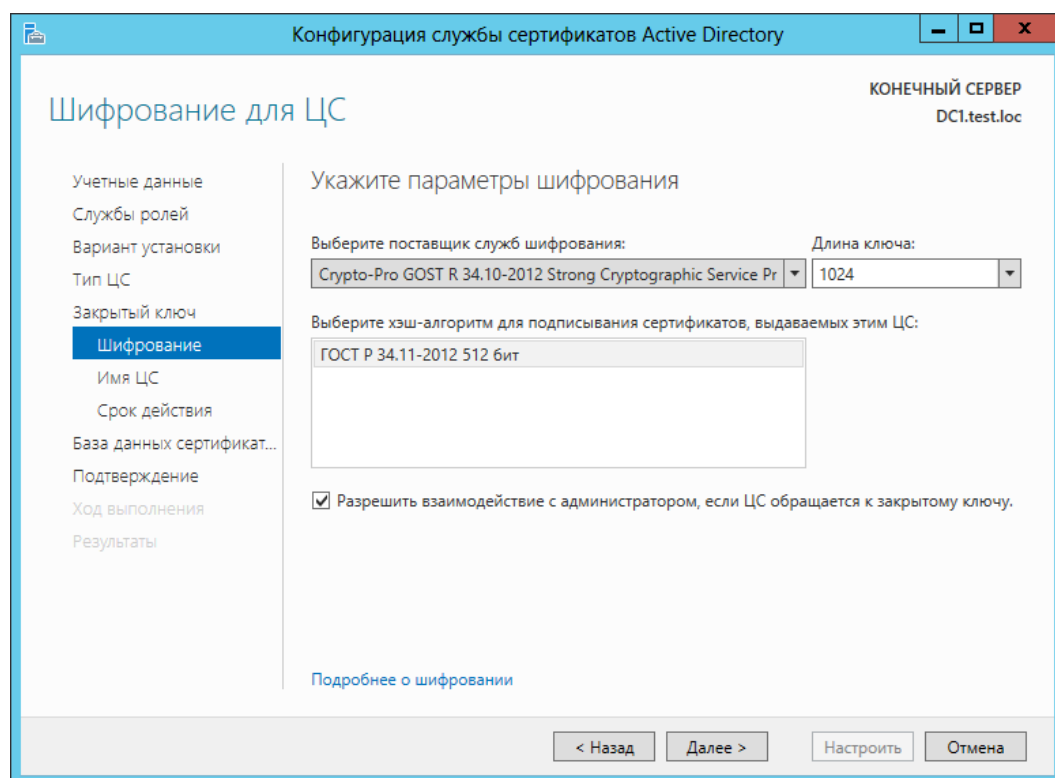 Конфигурация службы сертификатов Active Directory
Шифрование для ЦС
КОНЕЧНЫЙ СЕРВЕР
DC1.test.loc
Учетные данные
Службы ролей
Вариант установки
Тип ЦС
Закрытый ключ
Шифрование
Имя ЦС
Срок действия
База данных сертификат...
Подтверждение
Ход выполнения
Результаты
Укажите параметры шифрования
Выберите поставщик служб шифрования:
Длина ключа:
Crypto-Pro GOST R 34.10-2012 Strong Cryptographic Service Pr
1024
Выберите хэш-алгоритм для подписывания сертификатов, выдаваемых этим ЦС:
ГОСТ Р 34.11-2012 512 бит
Разрешить взаимодействие с администратором, если ЦС обращается к закрытому ключу.
Подробнее о шифровании
< Назад
Далее >
Настроить
Отмена